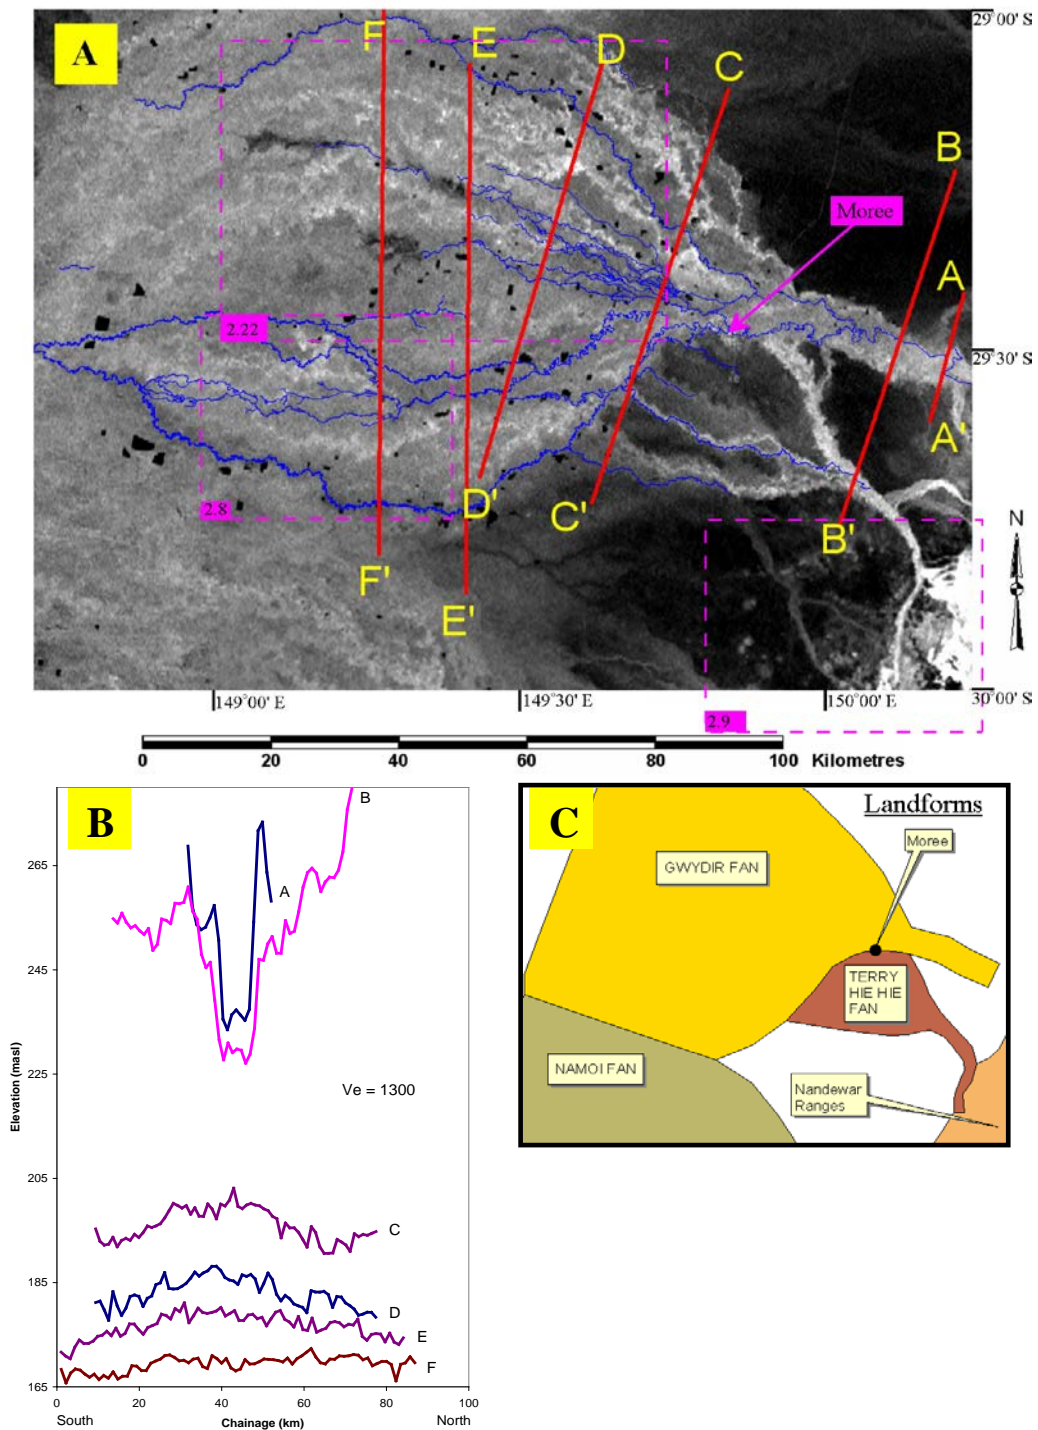 A
F
E
D
C
B
A
Moree
2.22
2.8
2.9
A'
B'
C'
D'
E'
F'
29°00' S
29°30' S
30°00 S
N
149°00' E
149°30' E
150°00' E
0 20 40 60 80 100 Kilometres
B
B
A
265
245
225
205
185
165
Elevation (masl)
Ve = 1300
C
D
E
F
0 20 40 60 80 100
South Chainage (km) North
C
Landforms
Moree
GWYDIR FAN
TERRY
HIE HIE
FAN
NAMOI FAN
Nandewar
Ranges